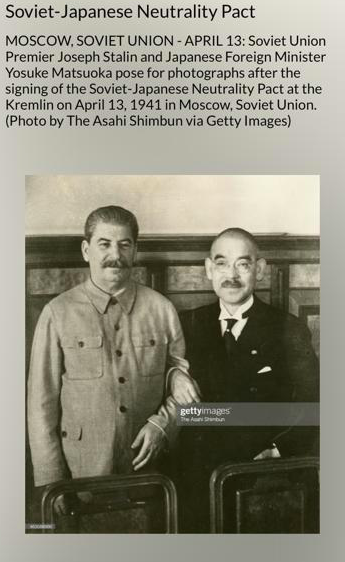 Soviet-Japanese Neutrality Pact
MOSCOW, SOVIET UNION - APRIL 13: Soviet Union
Premier Joseph Stalin and Japanese Foreign Minister
Yosuke Matsuoka pose for photographs after the
signing of the Soviet-Japanese Neutrality Pact at the
Kremlin on April 13, 1941 in Moscow, Soviet Union.
(Photo by The Asahi Shimbun via Getty Images)
gettyimages
The Asahi Shimbun